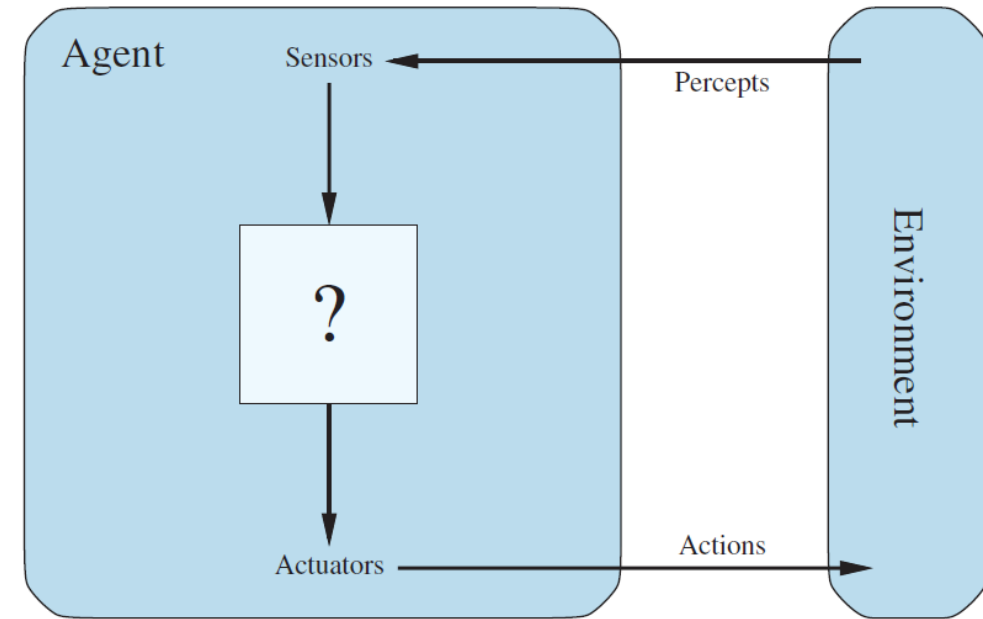 Agent
Sensors
Percepts
?
Environment
Actuators
Actions